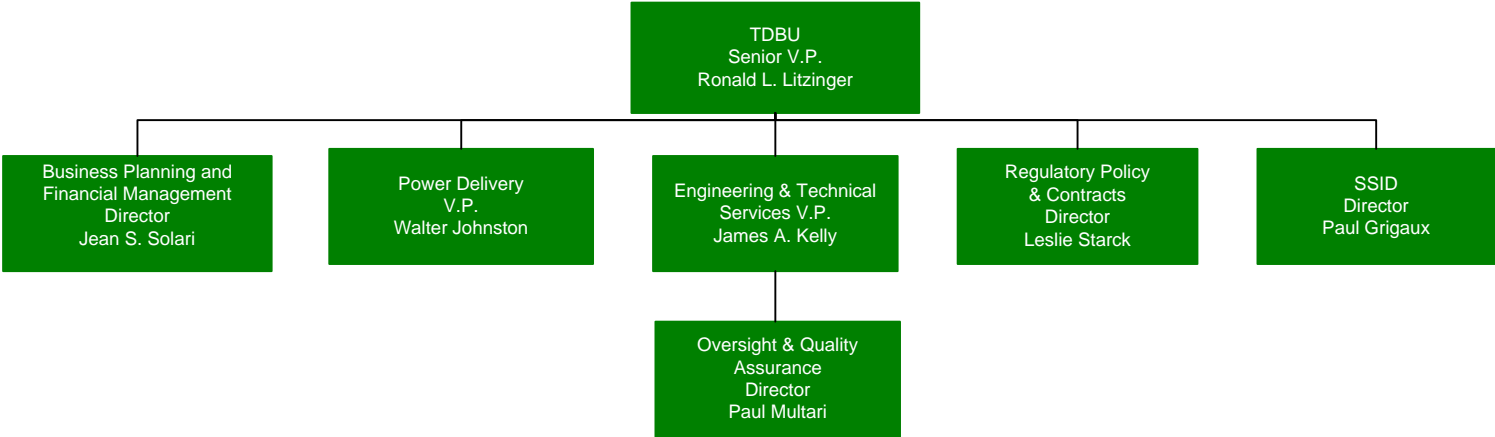 TDBU
Senior V.P.
Ronald L. Litzinger
Business Planning and
Financial Management
Director
Jean S. Solari
Power Delivery
V.P.
Walter Johnston
Engineering & Technical
Services V.P.
James A. Kelly
Regulatory Policy
& Contracts
Director
Leslie Starck
SSID
Director
Paul Grigaux
Oversight & Quality
Assurance
Director
Paul Multari